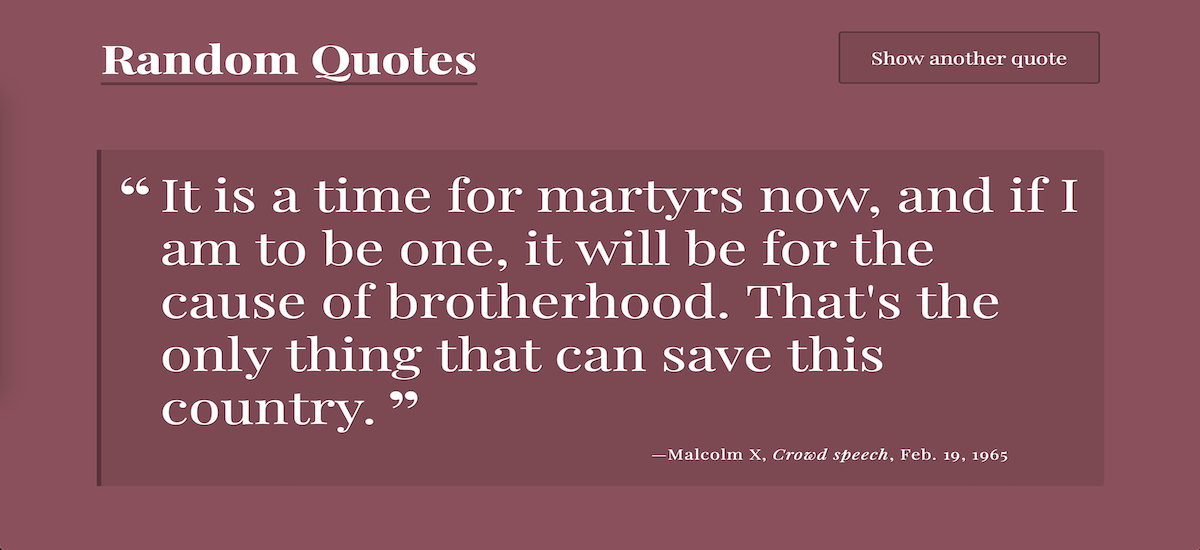 Random Quotes
Show another quote
“ It is a time for martyrs now, and if I
am to be one, it will be for the
cause of brotherhood. That's the
only thing that can save this
country. ”
—Malcolm X, Crowd speech, Feb. 19, 1965